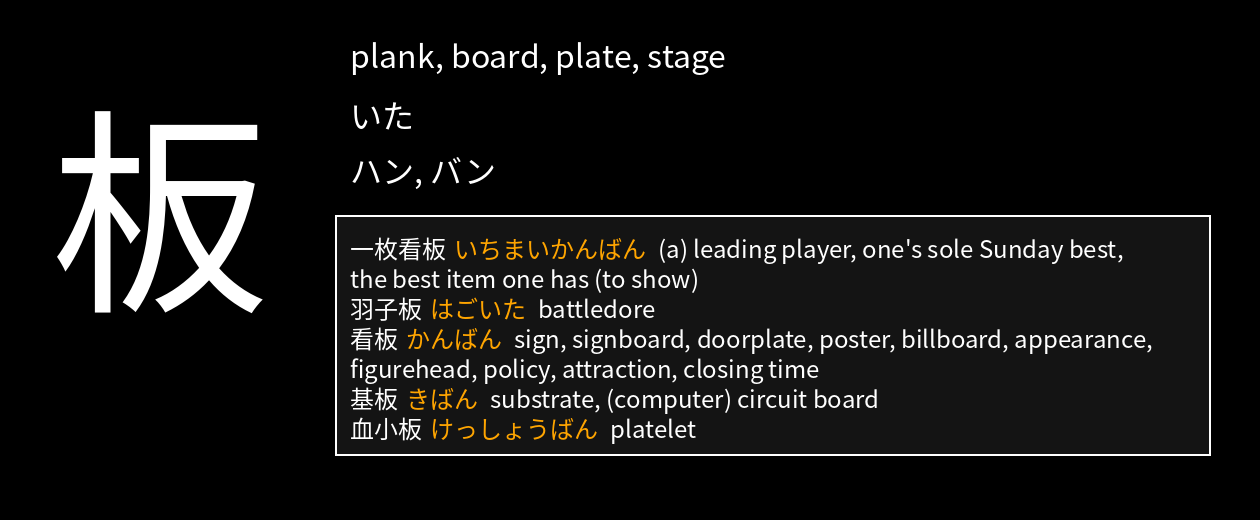 板
plank, board, plate, stage
いた
ハン, バン
一枚看板 いちまいかんばん (a) leading player, one's sole Sunday best,
the best item one has (to show)
羽子板 はごいた battledore
看板 かんばん sign, signboard, doorplate, poster, billboard, appearance,
figurehead, policy, attraction, closing time
基板 きばん substrate, (computer) circuit board
血小板 けっしょうばん platelet